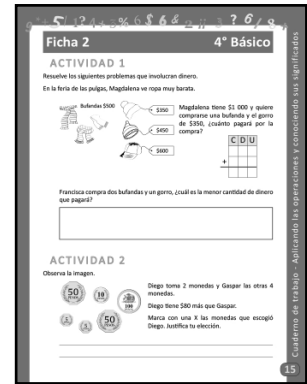 Ficha 2
4° Básico
ACTIVIDAD 1
Resuelve los siguientes problemas que involucran dinero.
En la feria de las pulgas, Magdalena ve ropa muy barata.
Bufandas $500
$350
$450
$600
Magdalena tiene $1 000 y quiere
comprarse una bufanda y el gorro
de $350, ¿cuánto pagará por la
compra?
C D U
+
Francisca compra dos bufandas y un gorro, ¿cuál es la menor cantidad de dinero
que pagará?
ACTIVIDAD 2
Observa la imagen.
50
10
100
50
Diego toma 2 monedas y Gaspar las otras 4
monedas.
Diego tiene $80 más que Gaspar.
Marca con una X las monedas que escogió
Diego. Justifica tu elección.
Cuaderno de trabajo - Aplicando las operaciones y conociendo sus significados
15